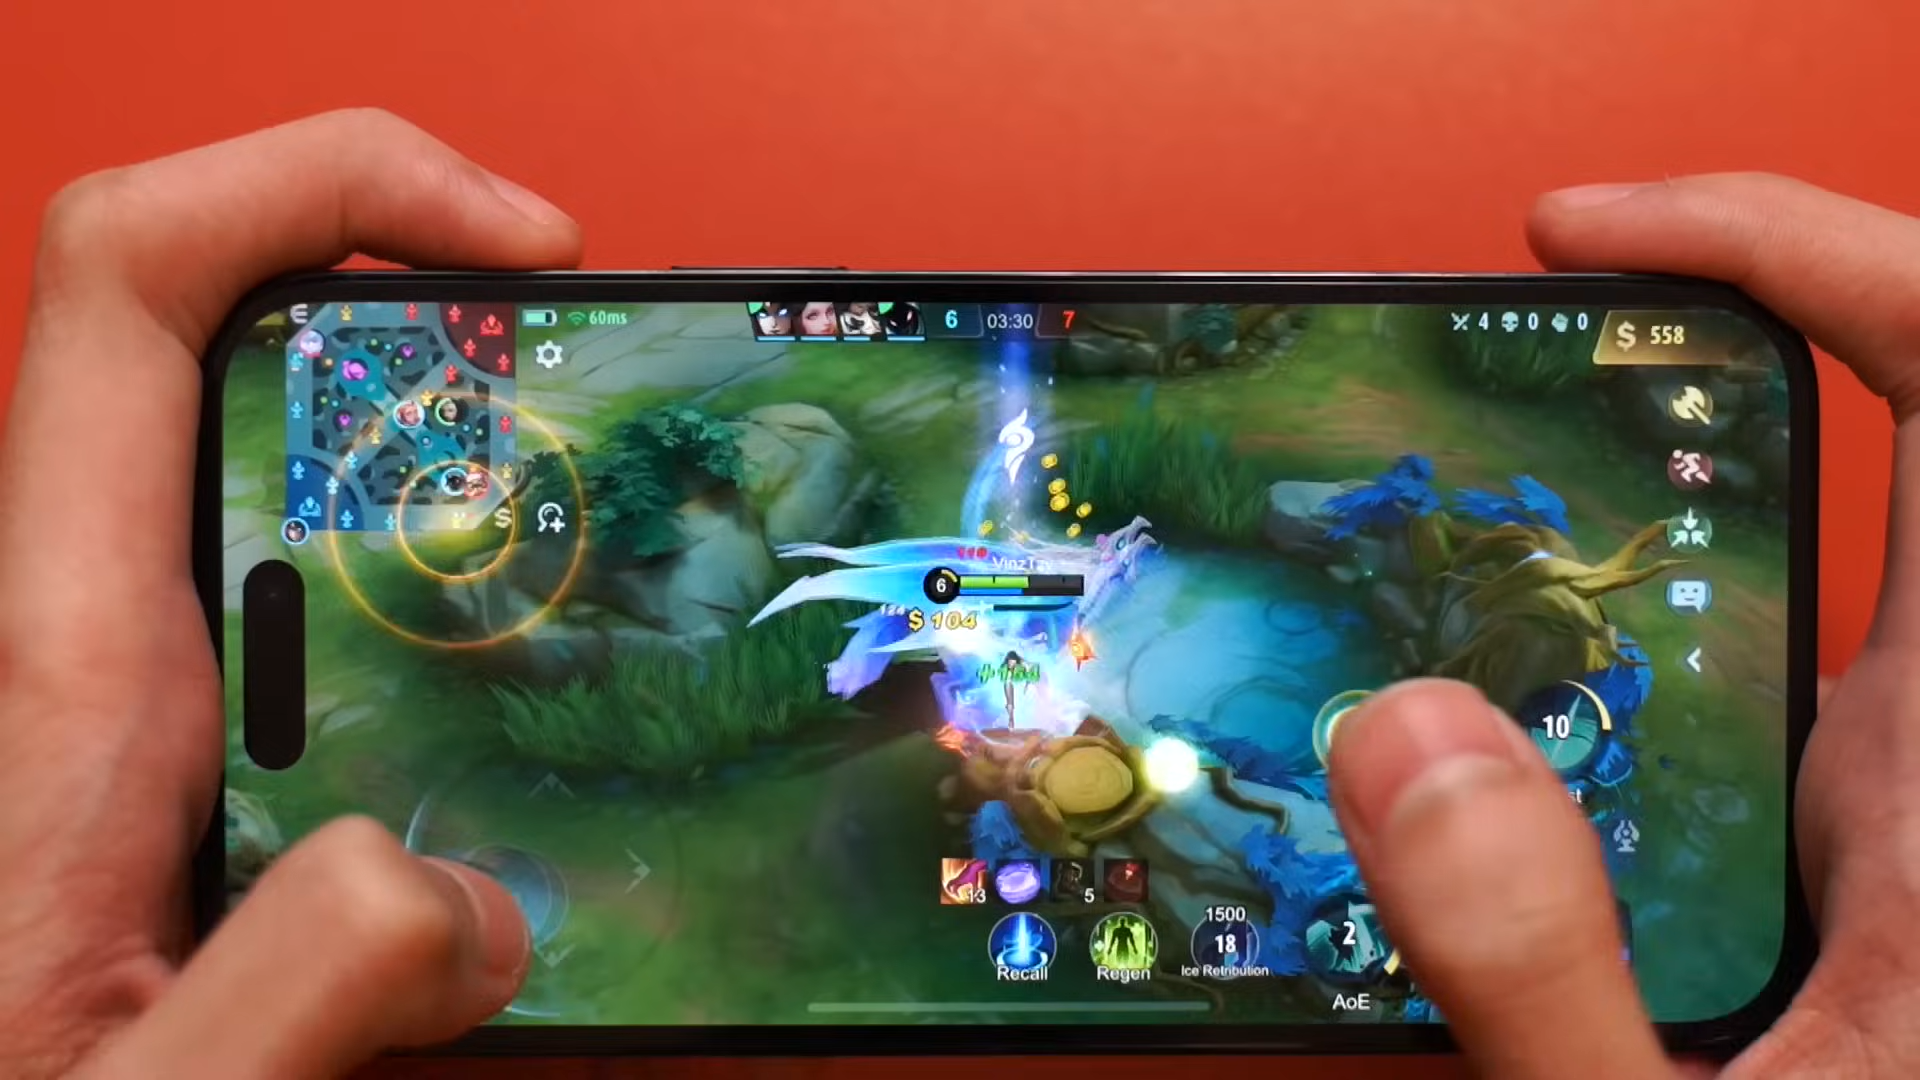 60ms
6 03:30 7
4 0 0
$ 558
6
124
$ 104
10
13 5
1500
18
2
Recall Regen Ice Retribution
AoE